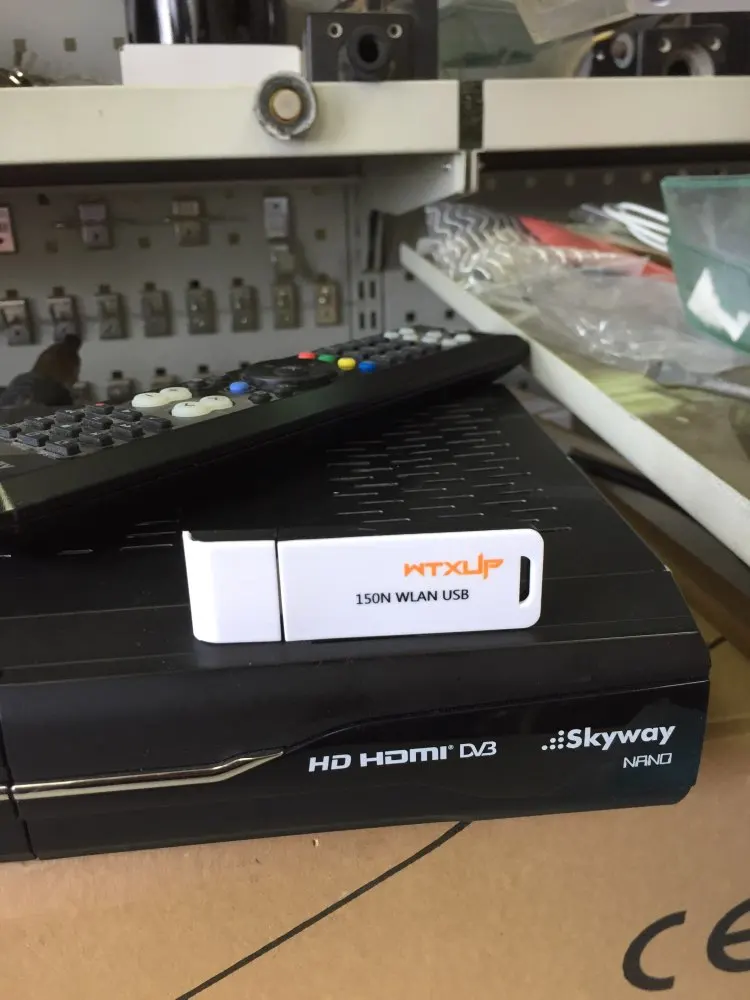 WTXUP
150N WLAN USB
HD HDMI® DVB
Skyway
NANO
CE